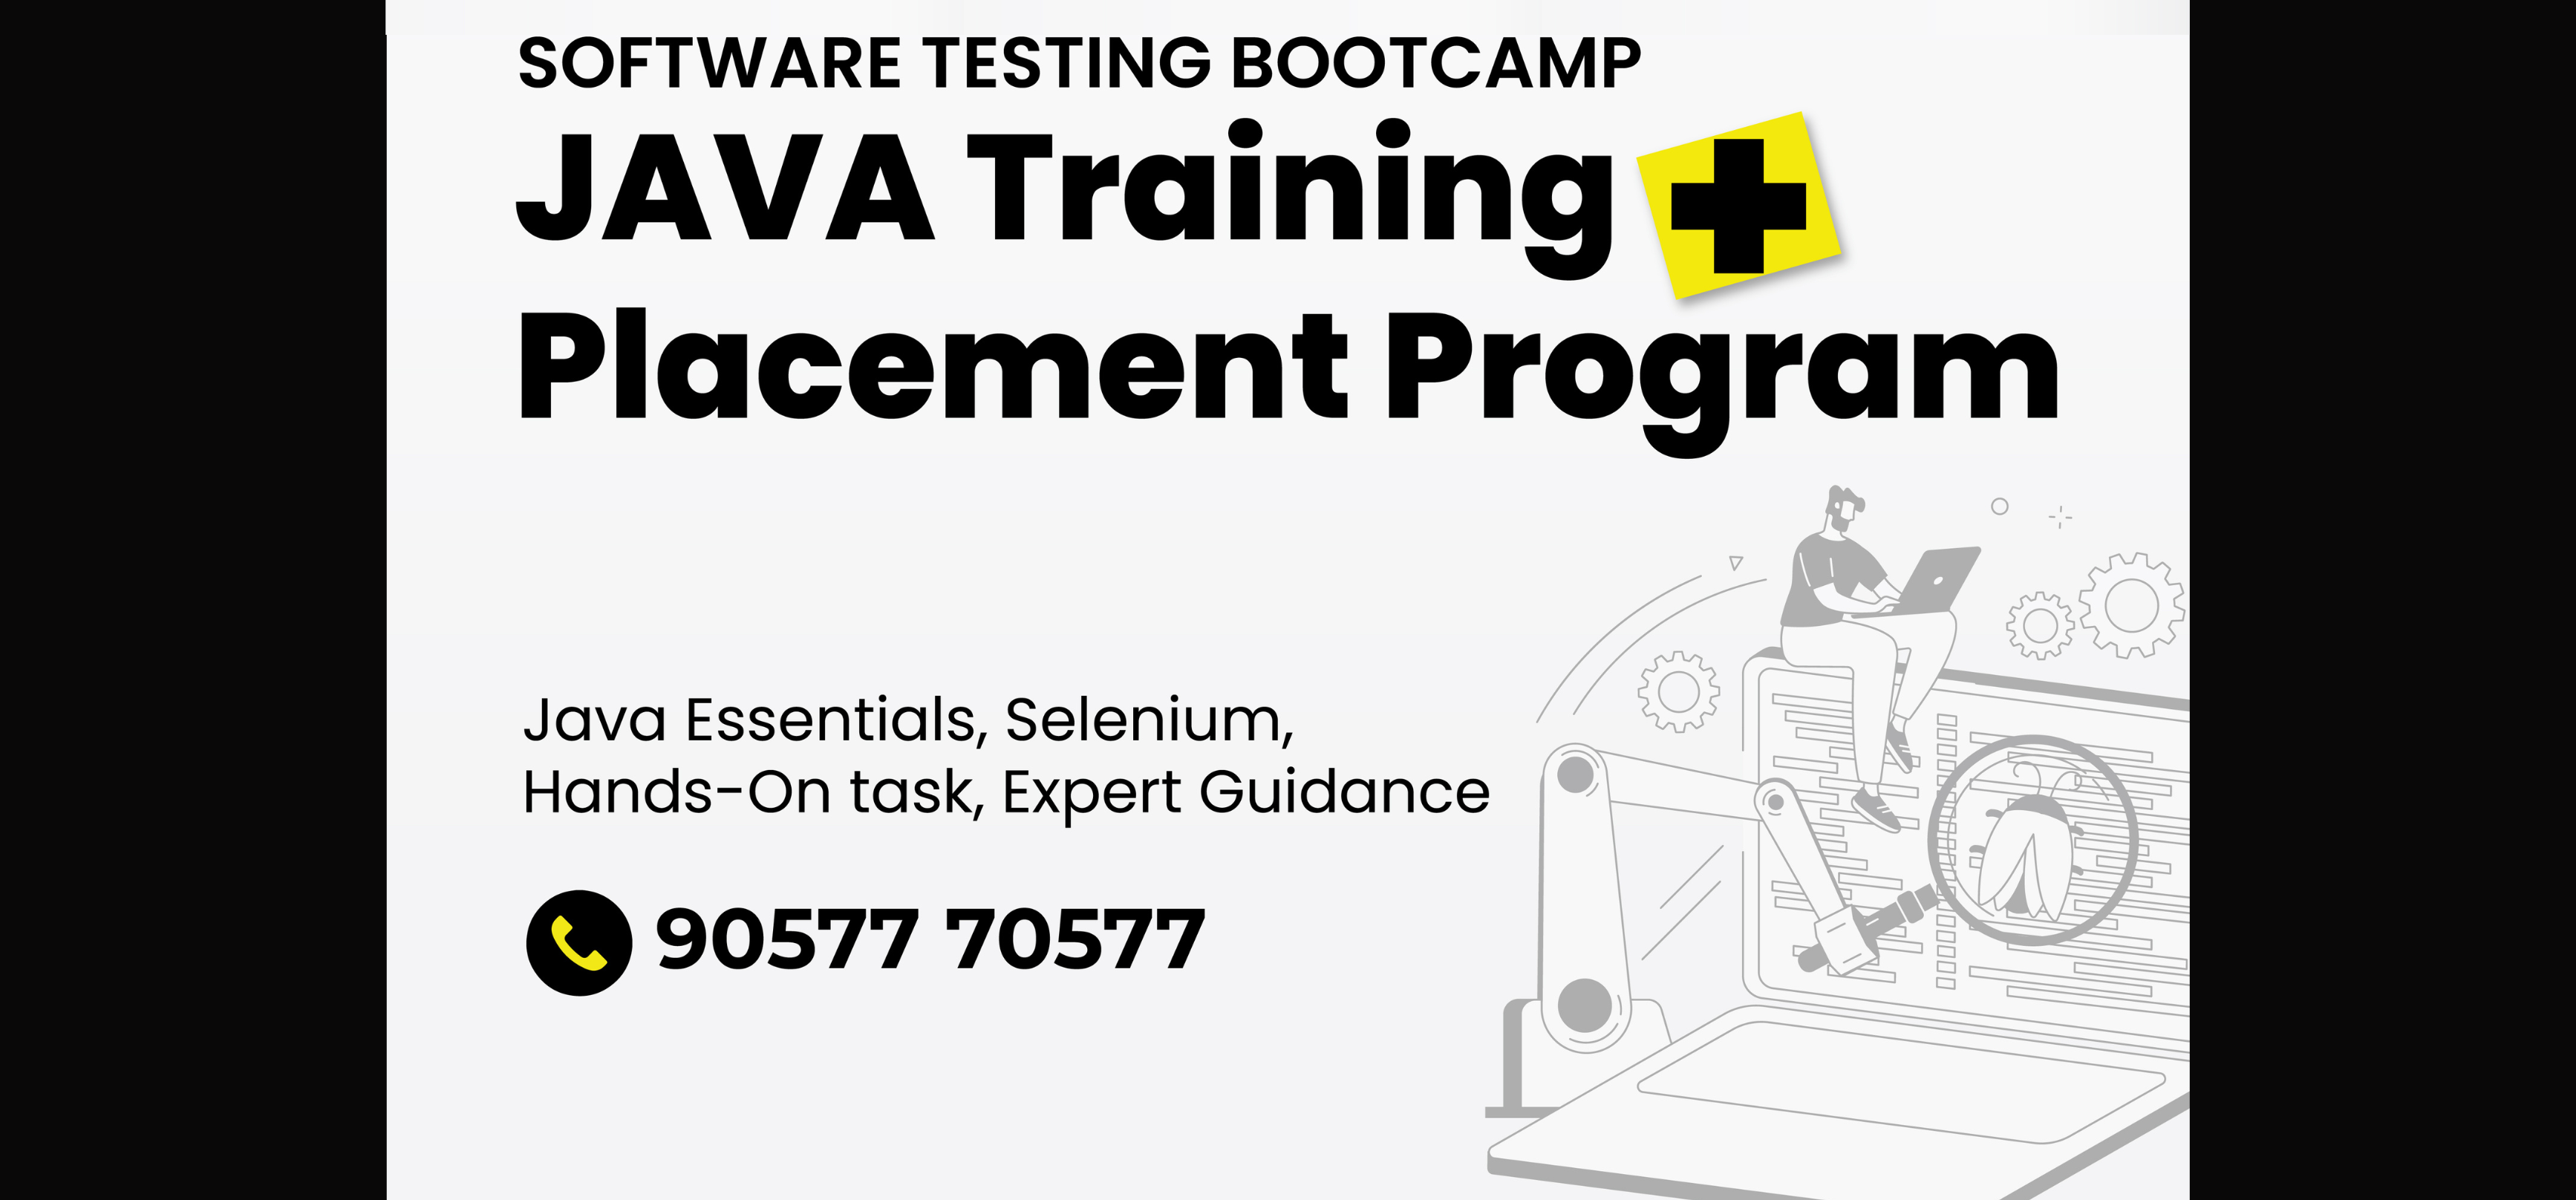 SOFTWARE TESTING BOOTCAMP
JAVA Training +
Placement Program
Java Essentials, Selenium,
Hands-On task, Expert Guidance
90577 70577